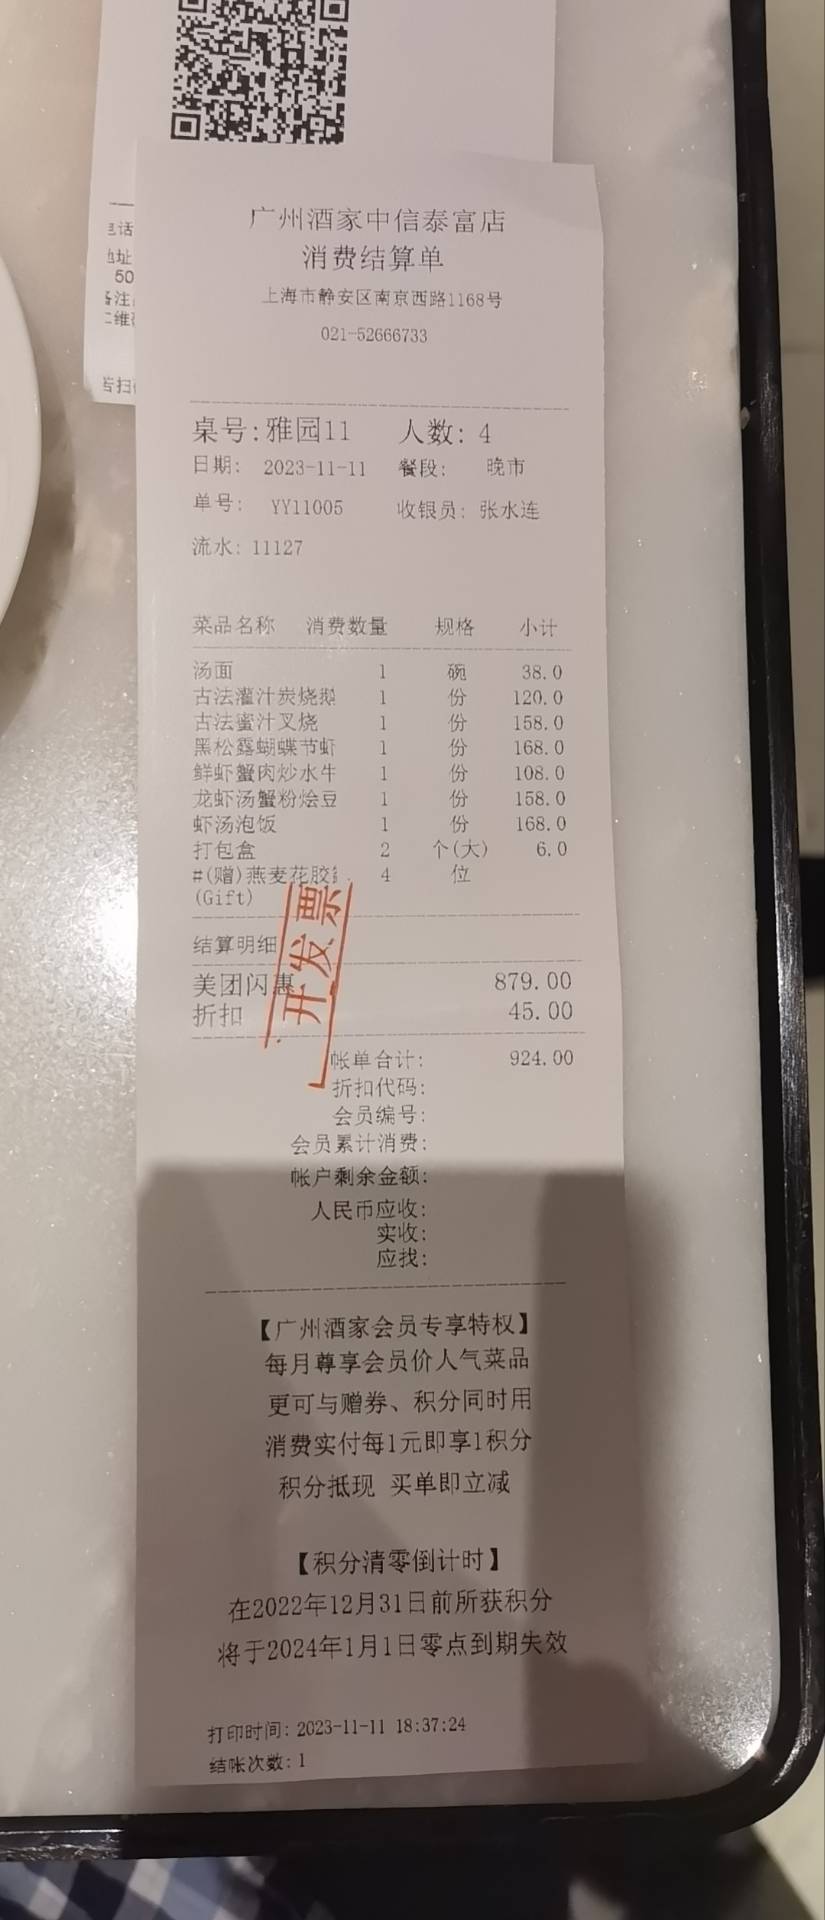 电话
地址
50
备注
二维
若扫
广州酒家中信泰富店
消费结算单
上海市静安区南京西路1168号
021-52666733
桌号:雅园11 人数: 4
日期: 2023-11-11 餐段: 晚市
单号: YY11005 收银员: 张水连
流水: 11127
菜品名称 消费数量 规格 小计
汤面 1 碗 38.0
古法灌汁炭烧鹅 1 份 120.0
古法蜜汁叉烧 1 份 158.0
黑松露蝴蝶节虾 1 份 168.0
鲜虾蟹肉炒水牛 1 份 108.0
龙虾汤蟹粉烩豆 1 份 158.0
虾汤泡饭 1 份 168.0
打包盒 2 个(大) 6.0
#(赠)燕麦花胶 4 位
(Gift)
已开发票
结算明细
美团闪惠 879.00
折扣 45.00
帐单合计: 924.00
折扣代码:
会员编号:
会员累计消费:
帐户剩余金额:
人民币应收:
实收:
应找:
【广州酒家会员专享特权】
每月尊享会员价人气菜品
更可与赠券、积分同时用
消费实付每1元即享1积分
积分抵现 买单即立减
【积分清零倒计时】
在2022年12月31日前所获积分
将于2024年1月1日零点到期失效
打印时间: 2023-11-11 18:37:24
结帐次数: 1